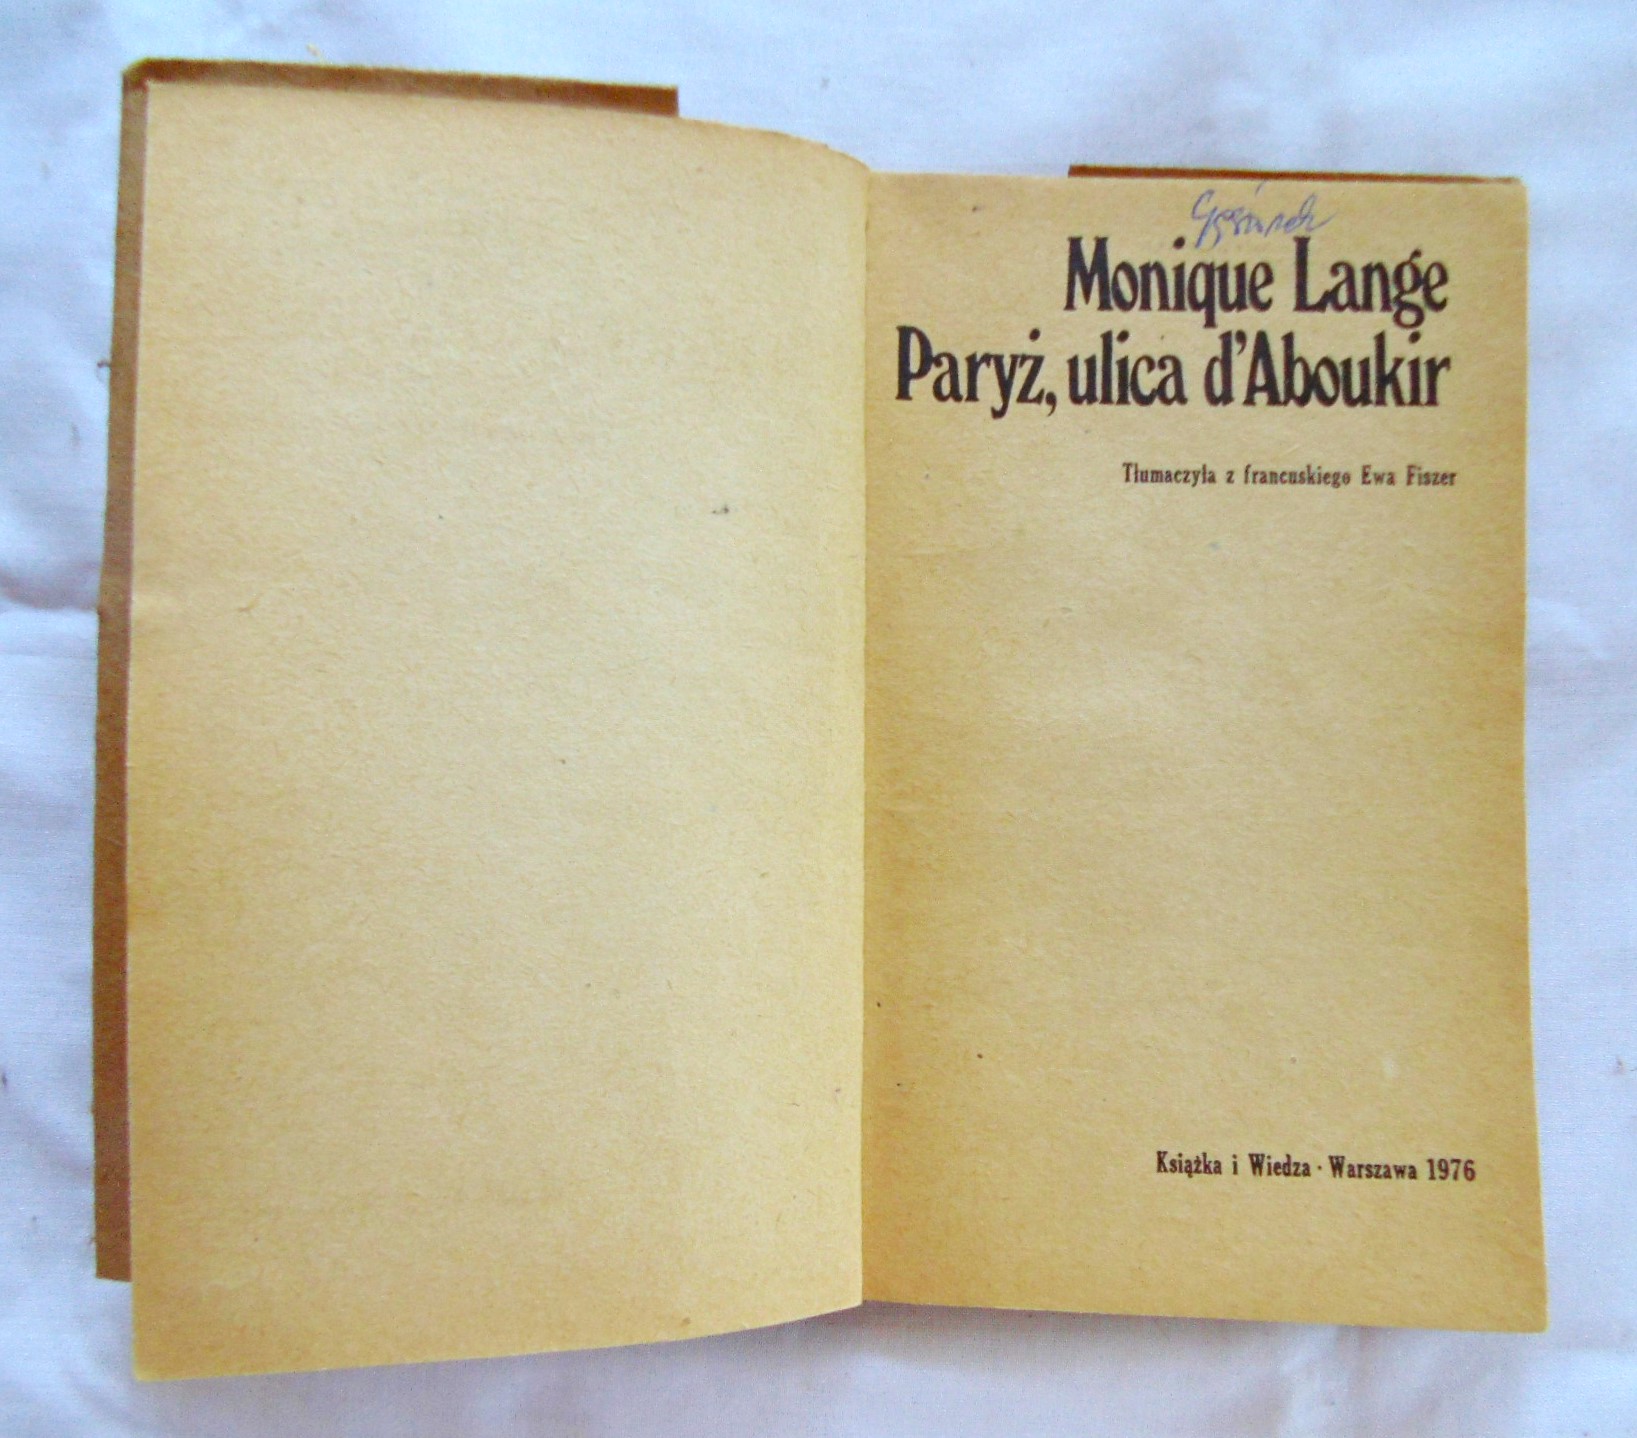 Monique Lange
Paryż, ulica d'Aboukir
Tłumaczyła z francuskiego Ewa Fiszer
Książka i Wiedza · Warszawa 1976